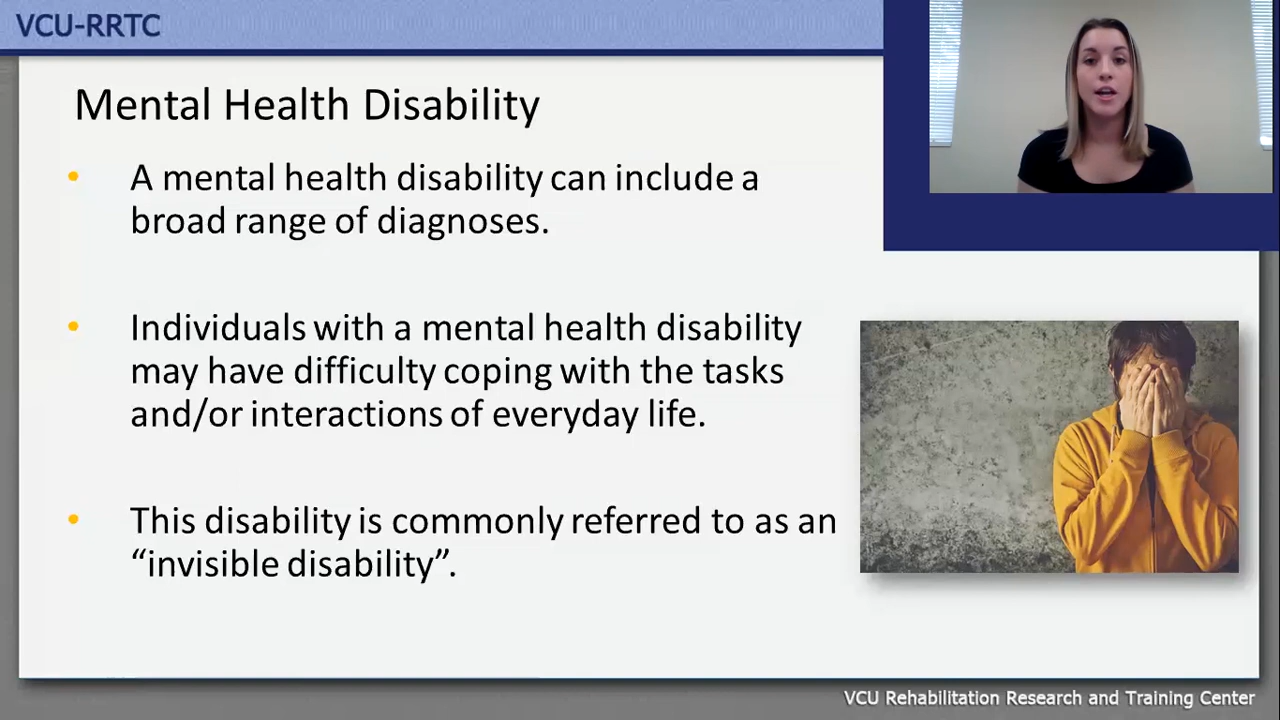 VCU-RRTC
Mental Health Disability
• A mental health disability can include a
broad range of diagnoses.
• Individuals with a mental health disability
may have difficulty coping with the tasks
and/or interactions of everyday life.
• This disability is commonly referred to as an
“invisible disability”.
VCU Rehabilitation Research and Training Center